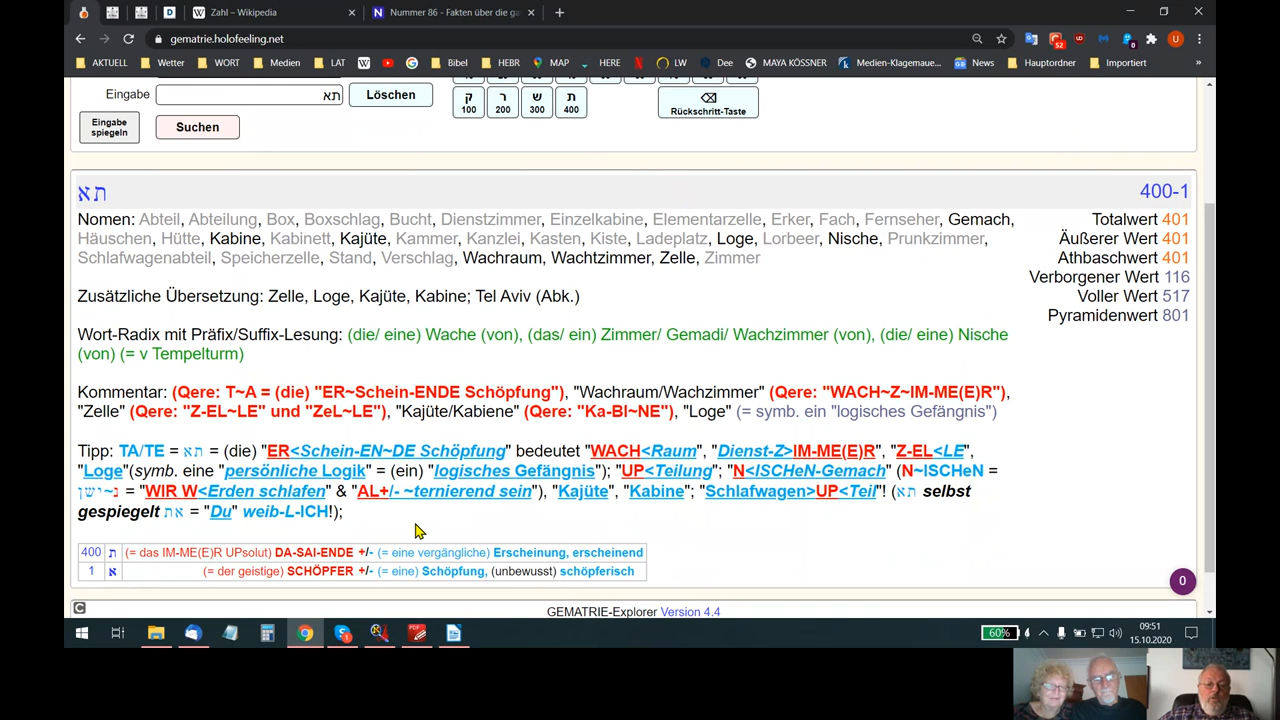 Zahl – Wikipedia
Nummer 86 - Fakten über die ga
gematrie.holofeeling.net
AKTUELL Wetter WORT Medien LAT Bibel HEBR MAP HERE LW Dee MAYA KÖSSNER Medien-Klagemaue... News Hauptordner Importiert »
Eingabe תא Löschen
ק 100 ר 200 ש 300 ת 400 Rückschritt-Taste
Eingabe spiegeln Suchen
תא 400-1
Nomen: Abteil, Abteilung, Box, Boxschlag, Bucht, Dienstzimmer, Einzelkabine, Elementarzelle, Erker, Fach, Fernseher, Gemach,
Häuschen, Hütte, Kabine, Kabinett, Kajüte, Kammer, Kanzlei, Kasten, Kiste, Ladeplatz, Loge, Lorbeer, Nische, Prunkzimmer,
Schlafwagenabteil, Speicherzelle, Stand, Verschlag, Wachraum, Wachtzimmer, Zelle, Zimmer
Totalwert 401
Äußerer Wert 401
Athbaschwert 401
Verborgener Wert 116
Voller Wert 517
Pyramidenwert 801
Zusätzliche Übersetzung: Zelle, Loge, Kajüte, Kabine; Tel Aviv (Abk.)
Wort-Radix mit Präfix/Suffix-Lesung: (die/ eine) Wache (von), (das/ ein) Zimmer/ Gemadi/ Wachzimmer (von), (die/ eine) Nische
(von) (= v Tempelturm)
Kommentar: (Qere: T~A = (die) "ER~Schein-ENDE Schöpfung"), "Wachraum/Wachzimmer" (Qere: "WACH~Z~IM-ME(E)R"),
"Zelle" (Qere: "Z-EL~LE" und "ZeL~LE"), "Kajüte/Kabiene" (Qere: "Ka-BI~NE"), "Loge" (= symb. ein "logisches Gefängnis")
Tipp: TA/TE = תא = (die) "ER<Schein-EN~DE Schöpfung" bedeutet "WACH<Raum", "Dienst-Z>IM-ME(E)R", "Z-EL<LE",
"Loge"(symb. eine "persönliche Logik" = (ein) "logisches Gefängnis"); "UP<Teilung"; "N<ISCHeN-Gemach" (N~ISCHeN =
נ~ישן = "WIR W<Erden schlafen" & "AL+/- ~ternierend sein"), "Kajüte", "Kabine"; "Schlafwagen>UP<Teil"! (תא selbst
gespiegelt את = "Du" weib-L-ICH!);
400 ת (= das IM-ME(E)R UPsolut) DA-SAI-ENDE +/- (= eine vergängliche) Erscheinung, erscheinend
1 א (= der geistige) SCHÖPFER +/- (= eine) Schöpfung, (unbewusst) schöpferisch
0
GEMATRIE-Explorer Version 4.4
60% 09:51
15.10.2020